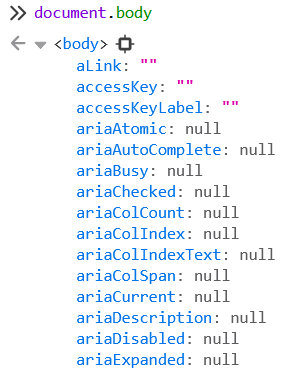 document.body
<body>
aLink: ""
accessKey: ""
accessKeyLabel: ""
ariaAtomic: null
ariaAutoComplete: null
ariaBusy: null
ariaChecked: null
ariaColCount: null
ariaColIndex: null
ariaColIndexText: null
ariaColSpan: null
ariaCurrent: null
ariaDescription: null
ariaDisabled: null
ariaExpanded: null